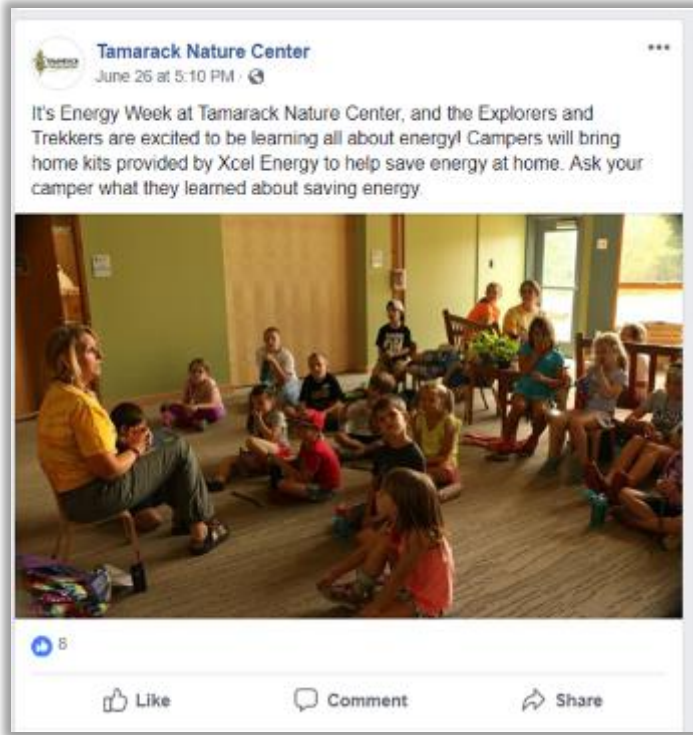 Tamarack Nature Center
June 26 at 5:10 PM ·
It's Energy Week at Tamarack Nature Center, and the Explorers and
Trekkers are excited to be learning all about energy! Campers will bring
home kits provided by Xcel Energy to help save energy at home. Ask your
camper what they learned about saving energy.
8
Like
Comment
Share